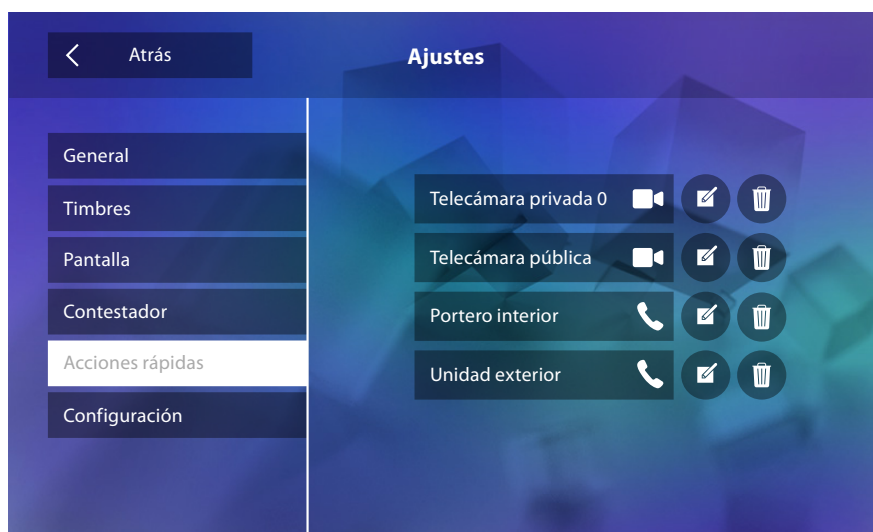 Atrás
Ajustes
General
Timbres
Pantalla
Contestador
Acciones rápidas
Configuración
Telecámara privada 0
Telecámara pública
Portero interior
Unidad exterior